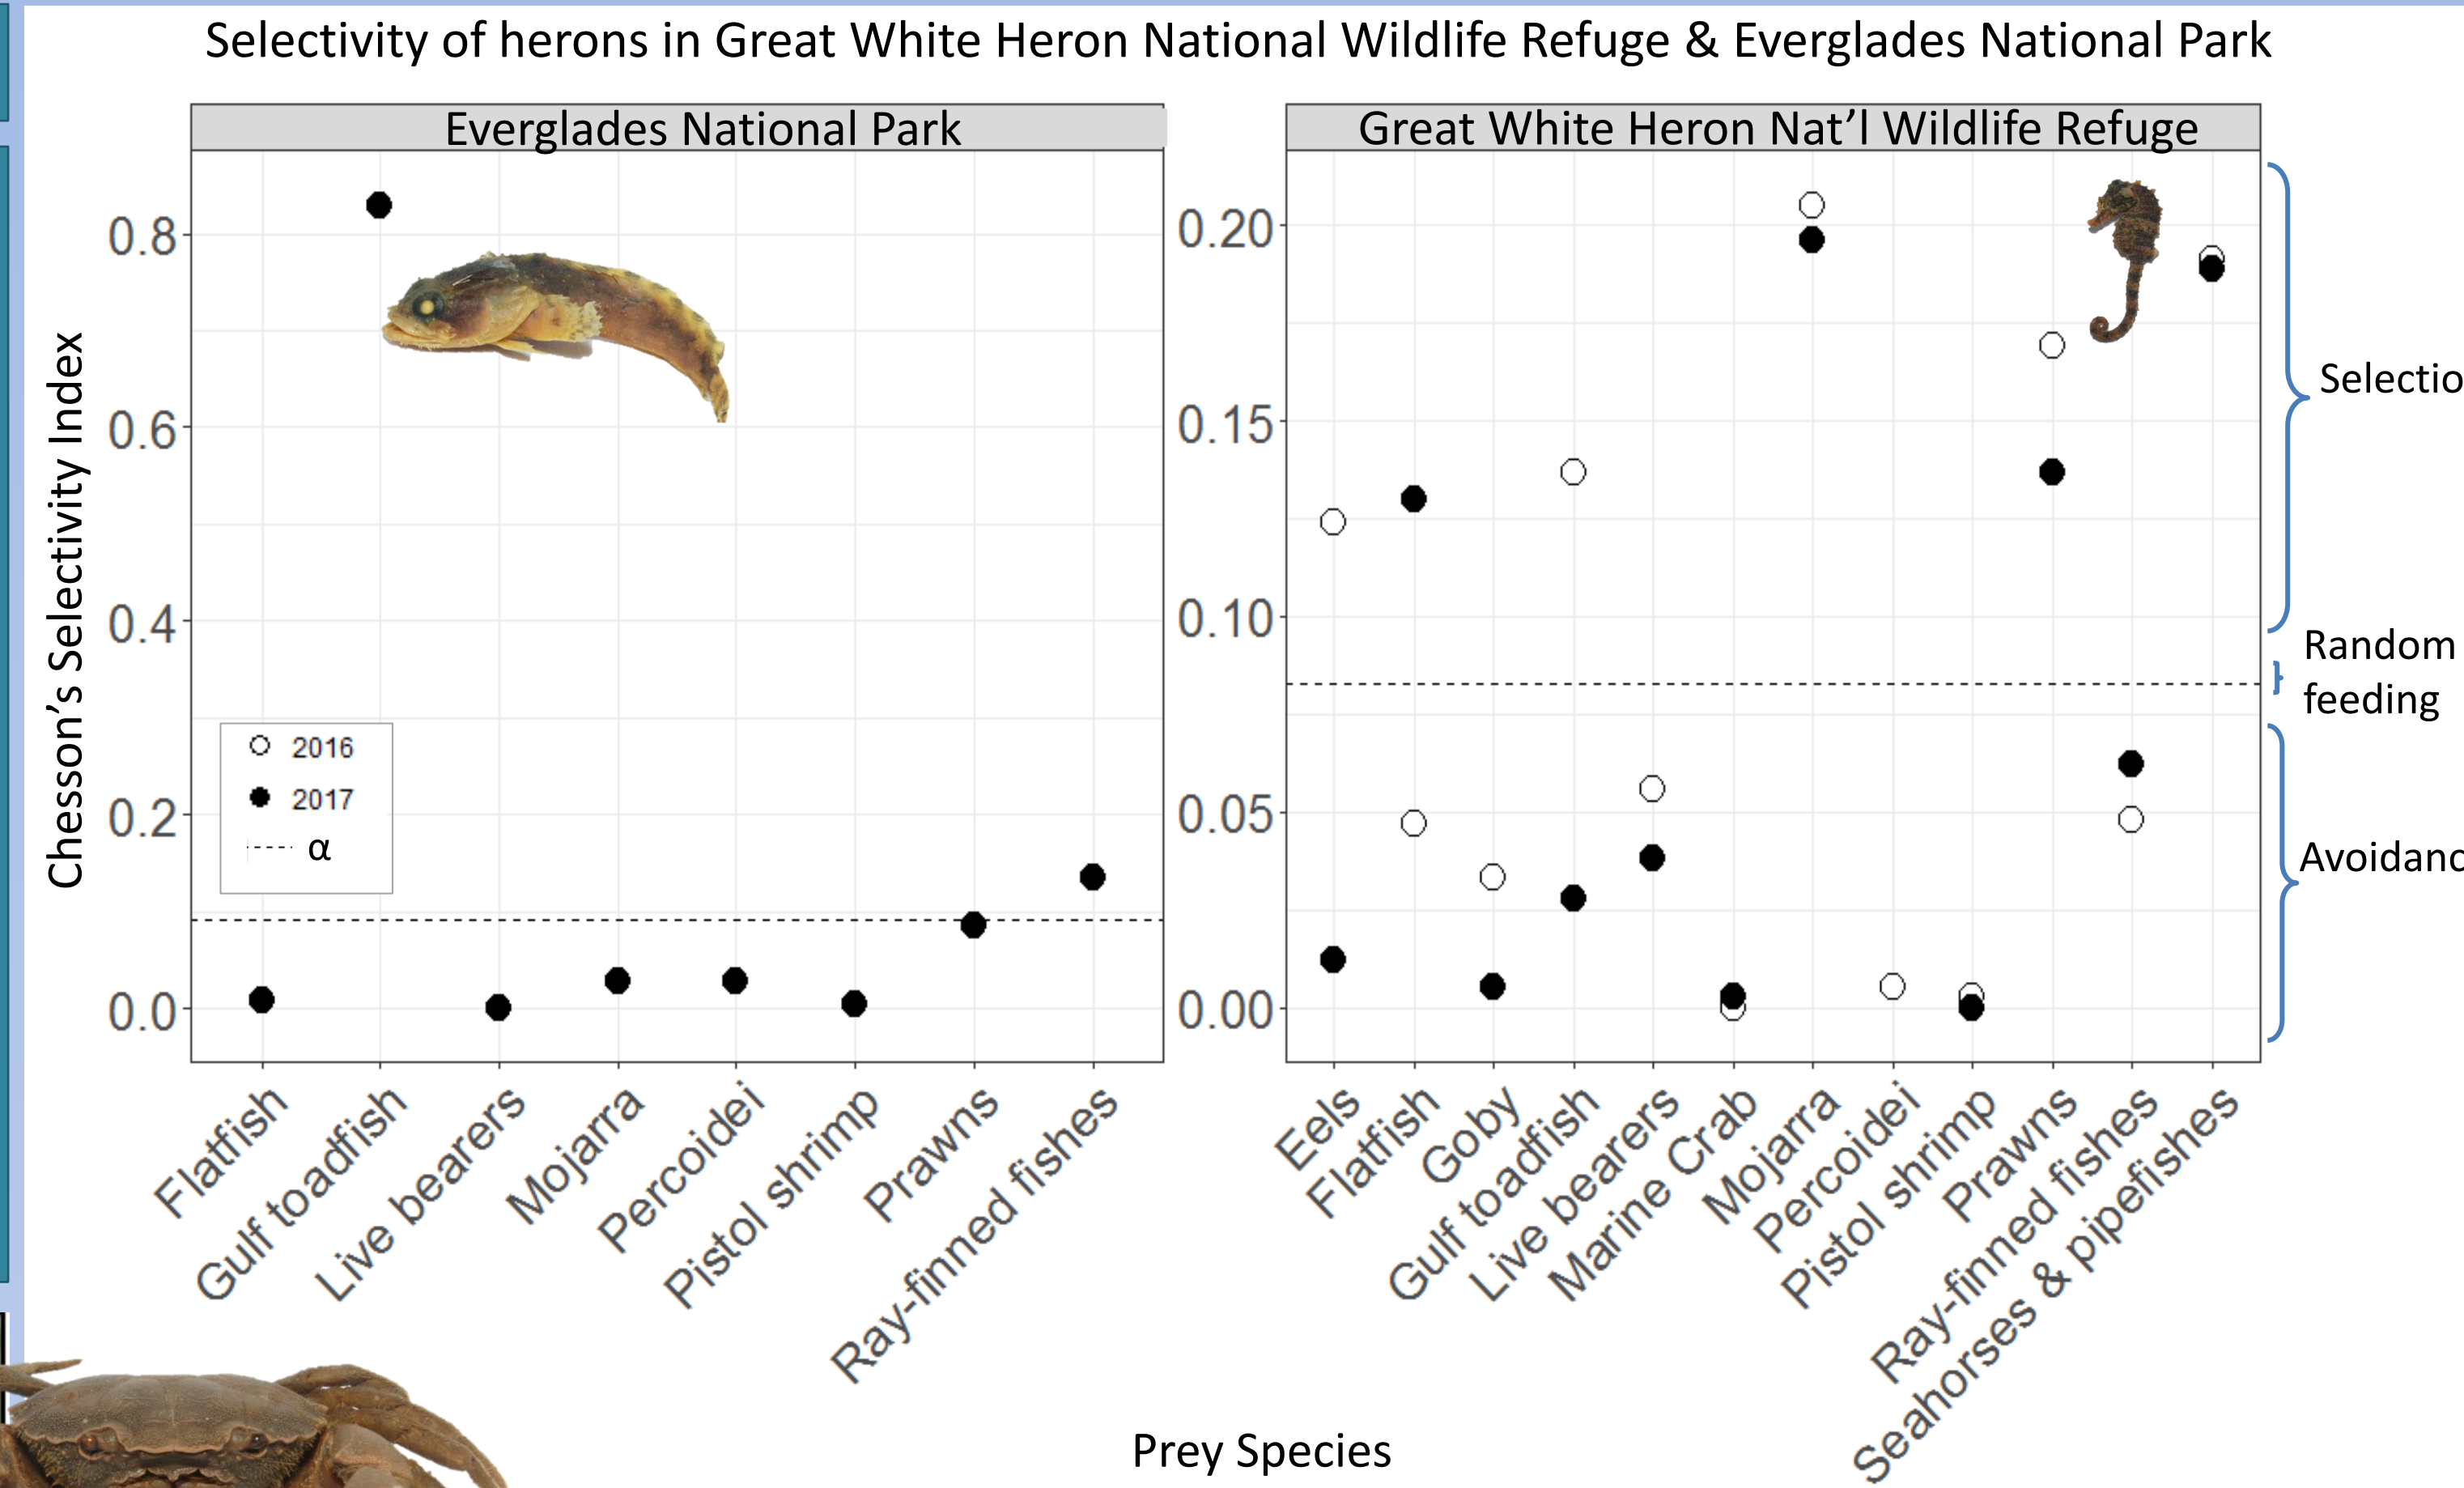 Selectivity of herons in Great White Heron National Wildlife Refuge & Everglades National Park
Everglades National Park
Great White Heron Nat’l Wildlife Refuge
Chesson’s Selectivity Index
0.8
0.6
0.4
0.2
0.0
2016
2017
α
0.20
0.15
0.10
0.05
0.00
Selectio
Random
feeding
Avoidanc
Flatfish
Gulf toadfish
Live bearers
Mojarra
Percoidei
Pistol shrimp
Prawns
Ray-finned fishes
Eels
Flatfish
Goby
Gulf toadfish
Live bearers
Marine Crab
Mojarra
Percoidei
Pistol shrimp
Prawns
Ray-finned fishes
Seahorses & pipefishes
Prey Species